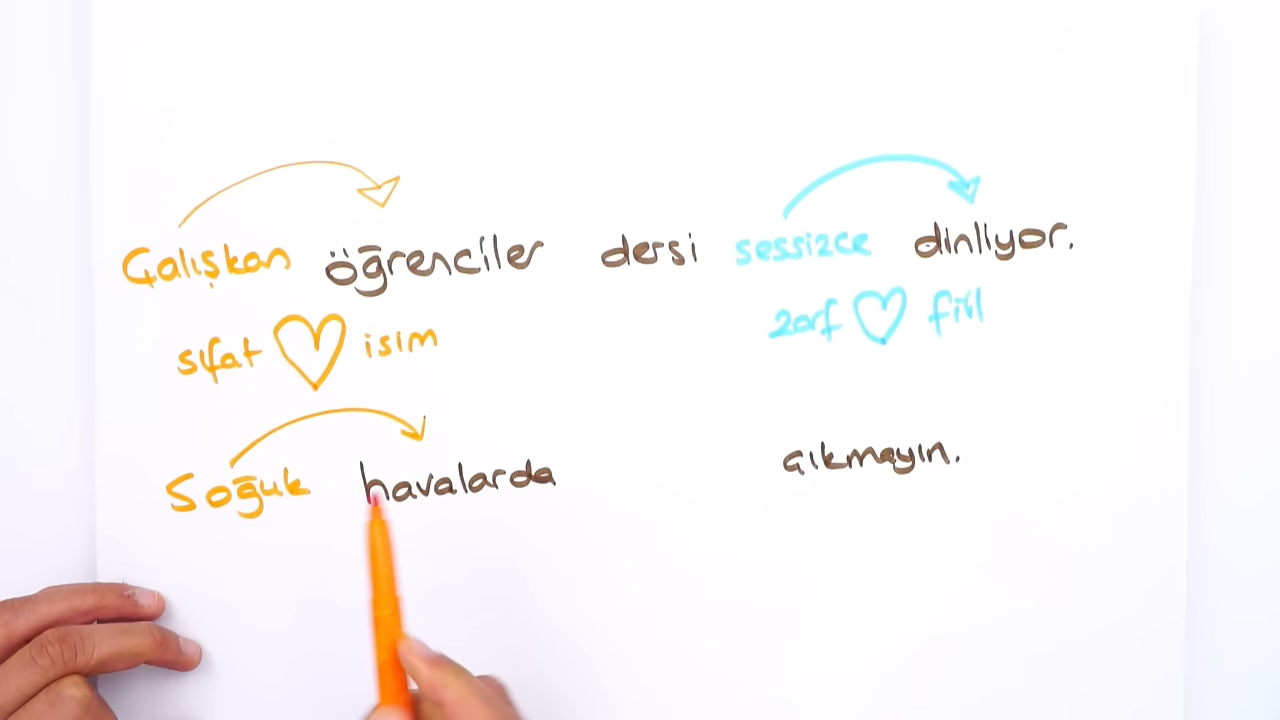 Çalışkan öğrenciler dersi sessizce dinliyor.
sıfat isim zarf fiil
Soğuk havalarda çıkmayın.